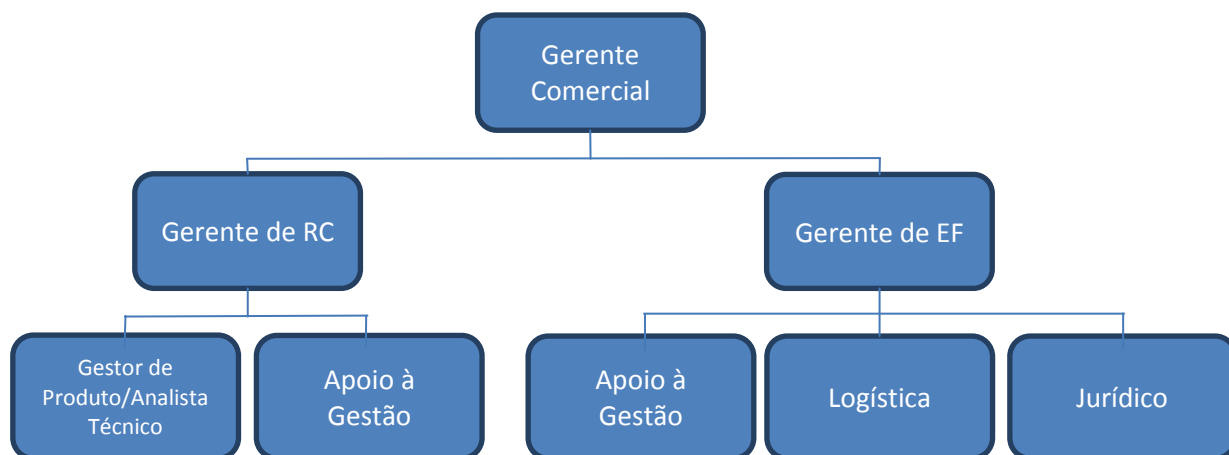 Gerente
Comercial
Gerente de RC
Gerente de EF
Gestor de
Produto/Analista
Técnico
Apoio à
Gestão
Apoio à
Gestão
Logística
Jurídico